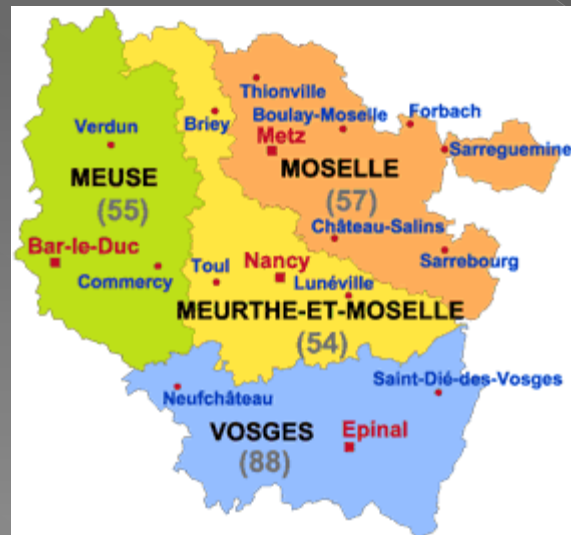 Thionville
Boulay-Moselle
Forbach
Briey
Verdun
Metz
Sarreguemine
MEUSE
(55)
MOSELLE
(57)
Château-Salins
Bar-le-Duc
Commercy
Toul
Nancy
Sarrebourg
Lunéville
MEURTHE-ET-MOSELLE
(54)
Saint-Dié-des-Vosges
Neufchâteau
VOSGES
(88)
Epinal